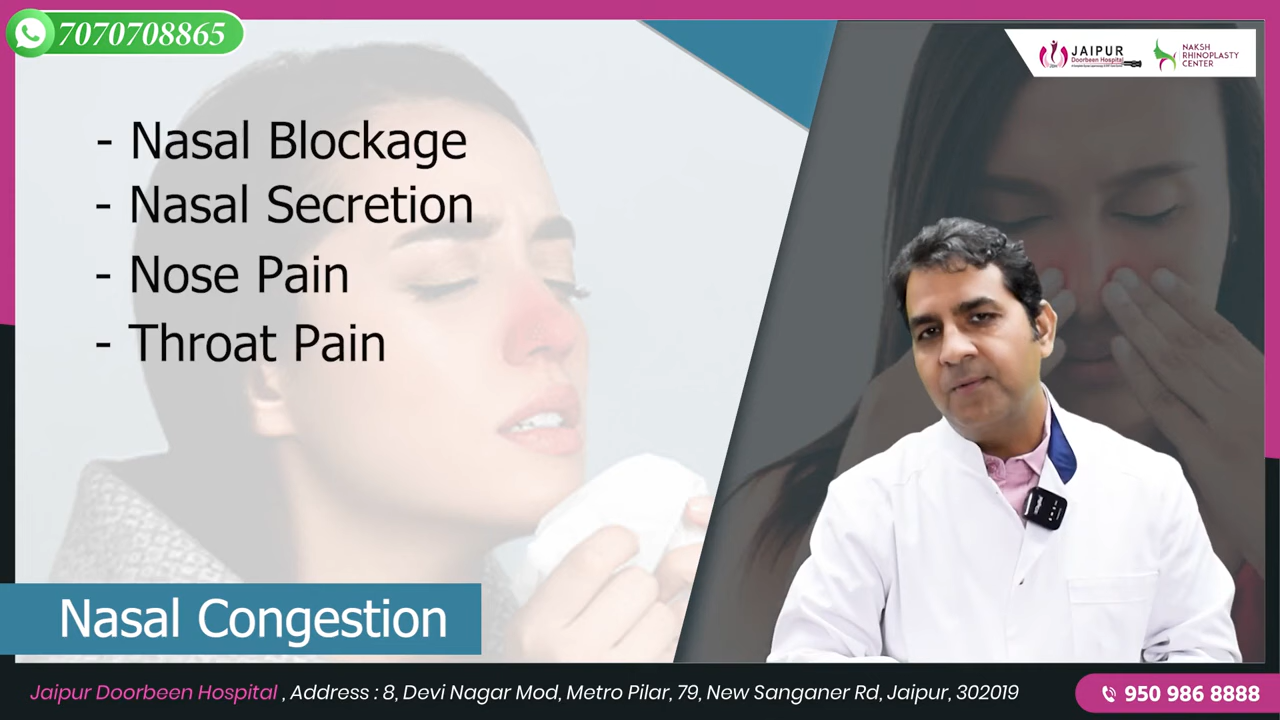 7070708865
JAIPUR
Doorbeen Hospital
NAKSH
RHINOPLASTY
CENTER
- Nasal Blockage
- Nasal Secretion
- Nose Pain
- Throat Pain
Nasal Congestion
Jaipur Doorbeen Hospital , Address : 8, Devi Nagar Mod, Metro Pilar, 79, New Sanganer Rd, Jaipur, 302019
950 986 8888